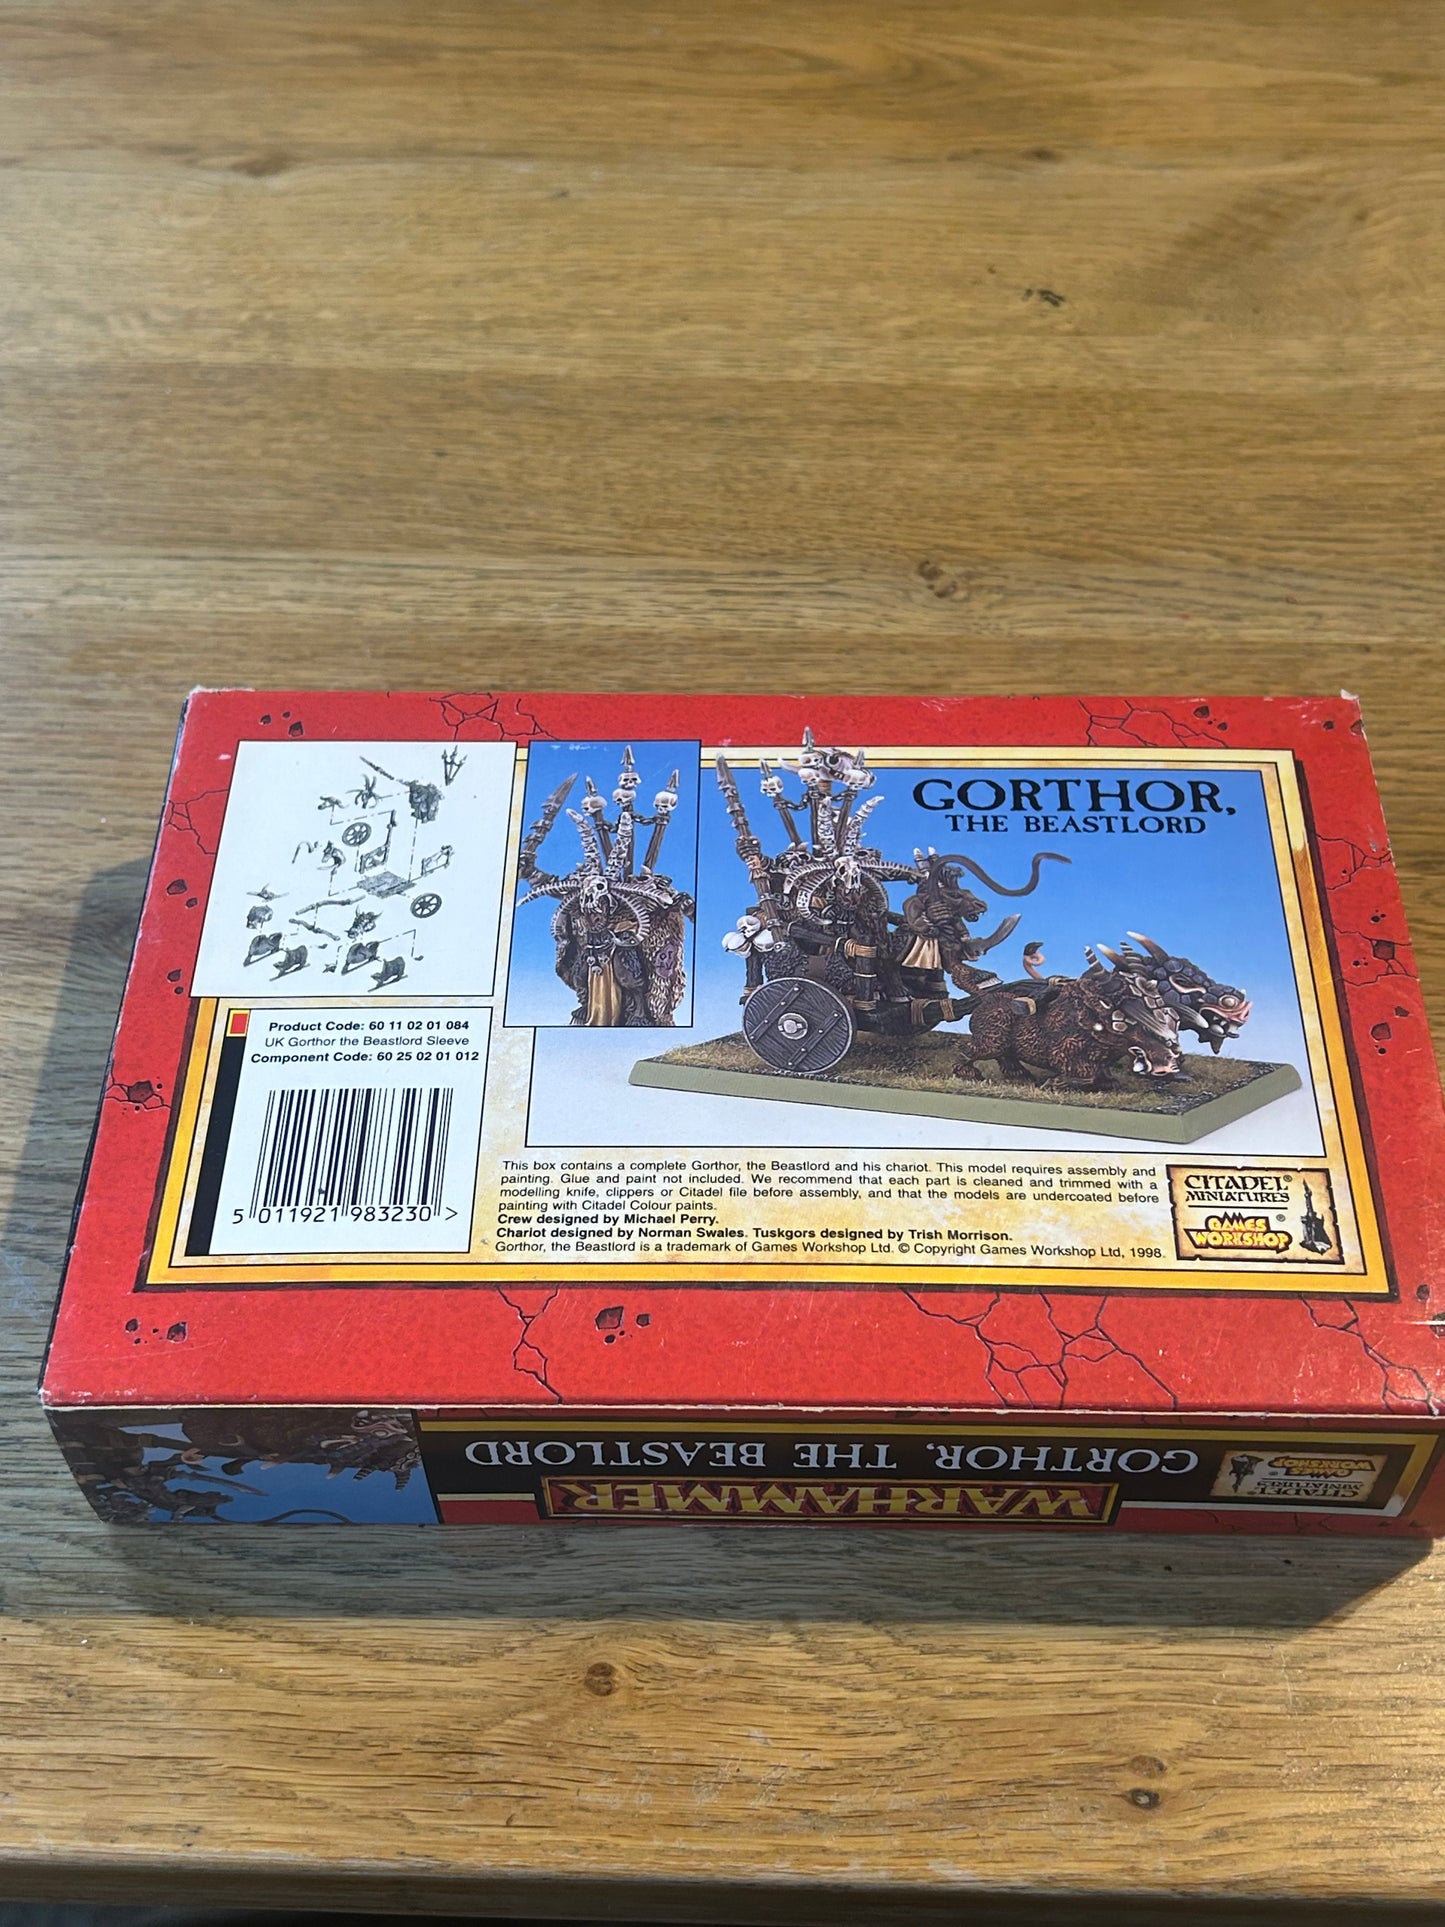 GORTHOR,
THE BEASTLORD
Product Code: 60 11 02 01 084
UK Gorthor the Beastlord Sleeve
Component Code: 60 25 02 01 012
5 011921 983230 >
This box contains a complete Gorthor, the Beastlord and his chariot. This model requires assembly and
painting. Glue and paint not included. We recommend that each part is cleaned and trimmed with a
modelling knife, clippers or Citadel file before assembly, and that the models are undercoated before
painting with Citadel Colour paints.
Crew designed by Michael Perry.
Chariot designed by Norman Swales. Tuskgors designed by Trish Morrison.
Gorthor, the Beastlord is a trademark of Games Workshop Ltd. © Copyright Games Workshop Ltd, 1998.
CITADEL®
MINIATURES
GAMES
WORKSHOP®
GORTHOR, THE BEASTLORD
WARHAMMER
CITADEL®
MINIATURES
GAMES
WORKSHOP®